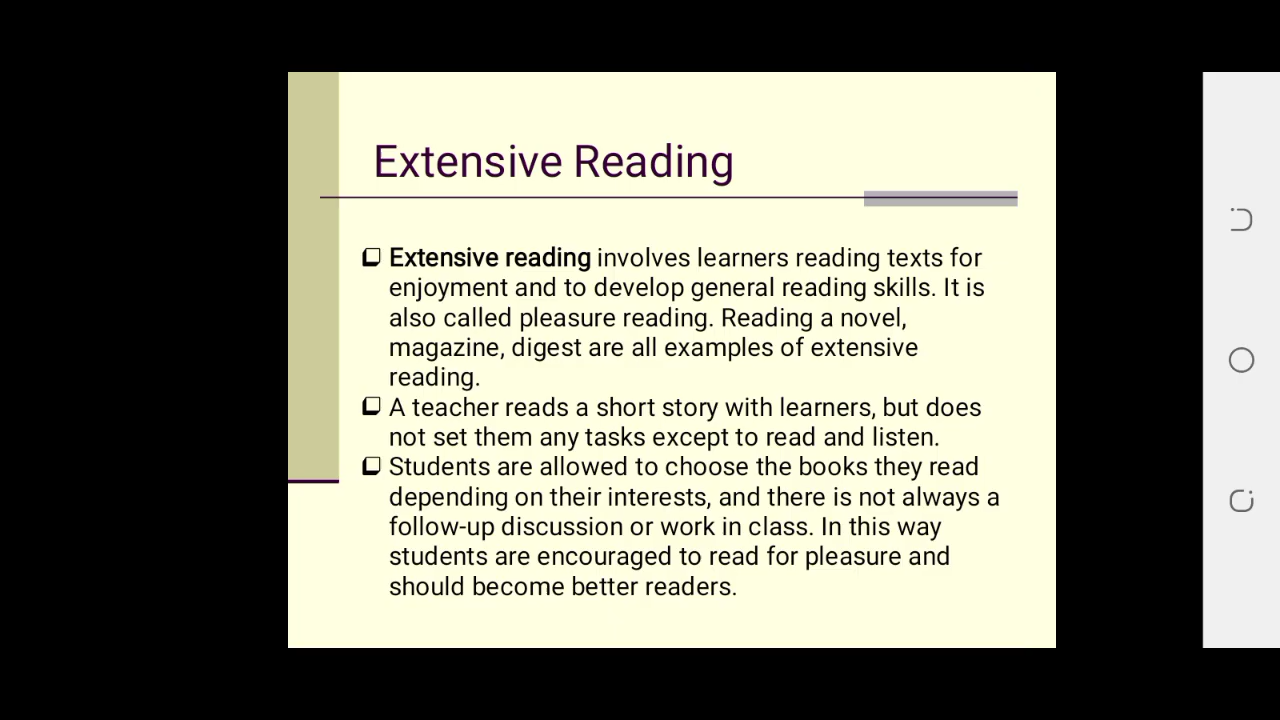 Extensive Reading
Extensive reading involves learners reading texts for
enjoyment and to develop general reading skills. It is
also called pleasure reading. Reading a novel,
magazine, digest are all examples of extensive
reading.
A teacher reads a short story with learners, but does
not set them any tasks except to read and listen.
Students are allowed to choose the books they read
depending on their interests, and there is not always a
follow-up discussion or work in class. In this way
students are encouraged to read for pleasure and
should become better readers.